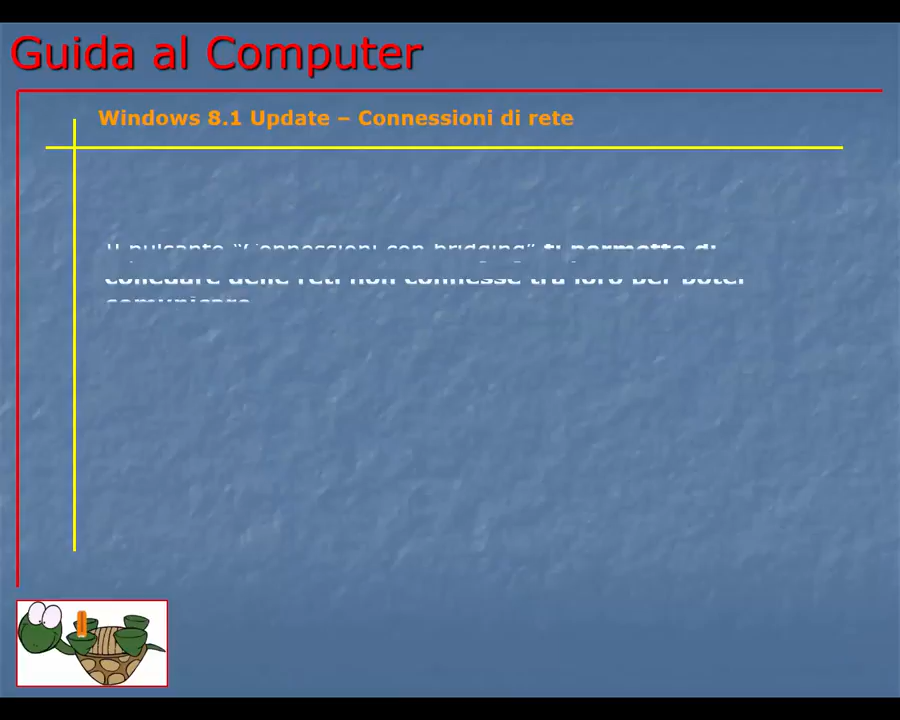 Guida al Computer
Windows 8.1 Update – Connessioni di rete
Il pulsante “Connessioni con bridging” ti permette di
delle reti non connesse tra loro per poter
comunicare